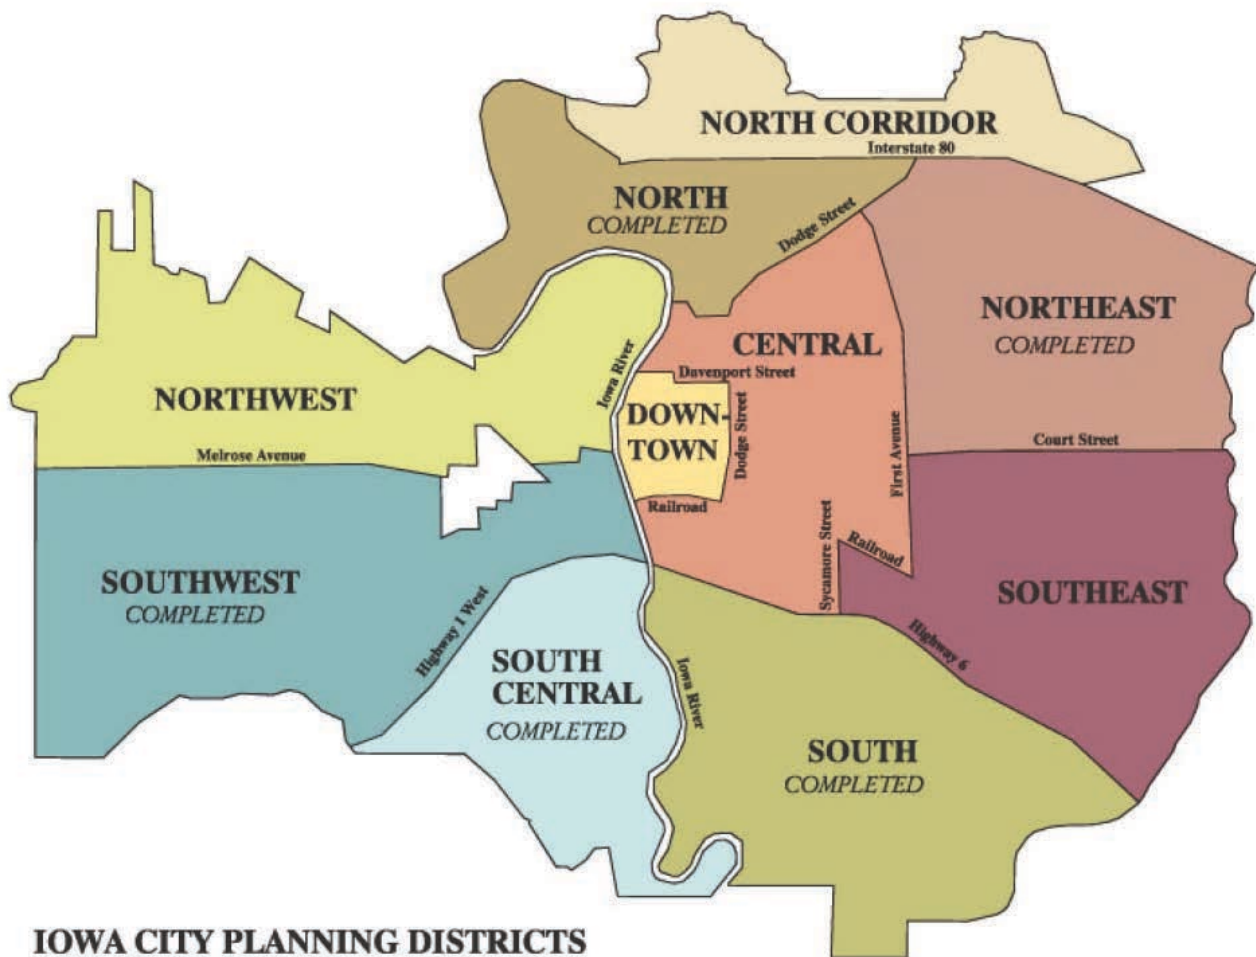 NORTH CORRIDOR
Interstate 80
NORTH
COMPLETED
Dodge Street
NORTHEAST
COMPLETED
CENTRAL
Davenport Street
Iowa River
NORTHWEST
DOWN-
TOWN
Dodge Street
First Avenue
Court Street
Melrose Avenue
Railroad
Sycamore Street
Railroad
SOUTHWEST
COMPLETED
SOUTHEAST
Highway 1 West
Highway 6
SOUTH
CENTRAL
COMPLETED
Iowa River
SOUTH
COMPLETED
IOWA CITY PLANNING DISTRICTS